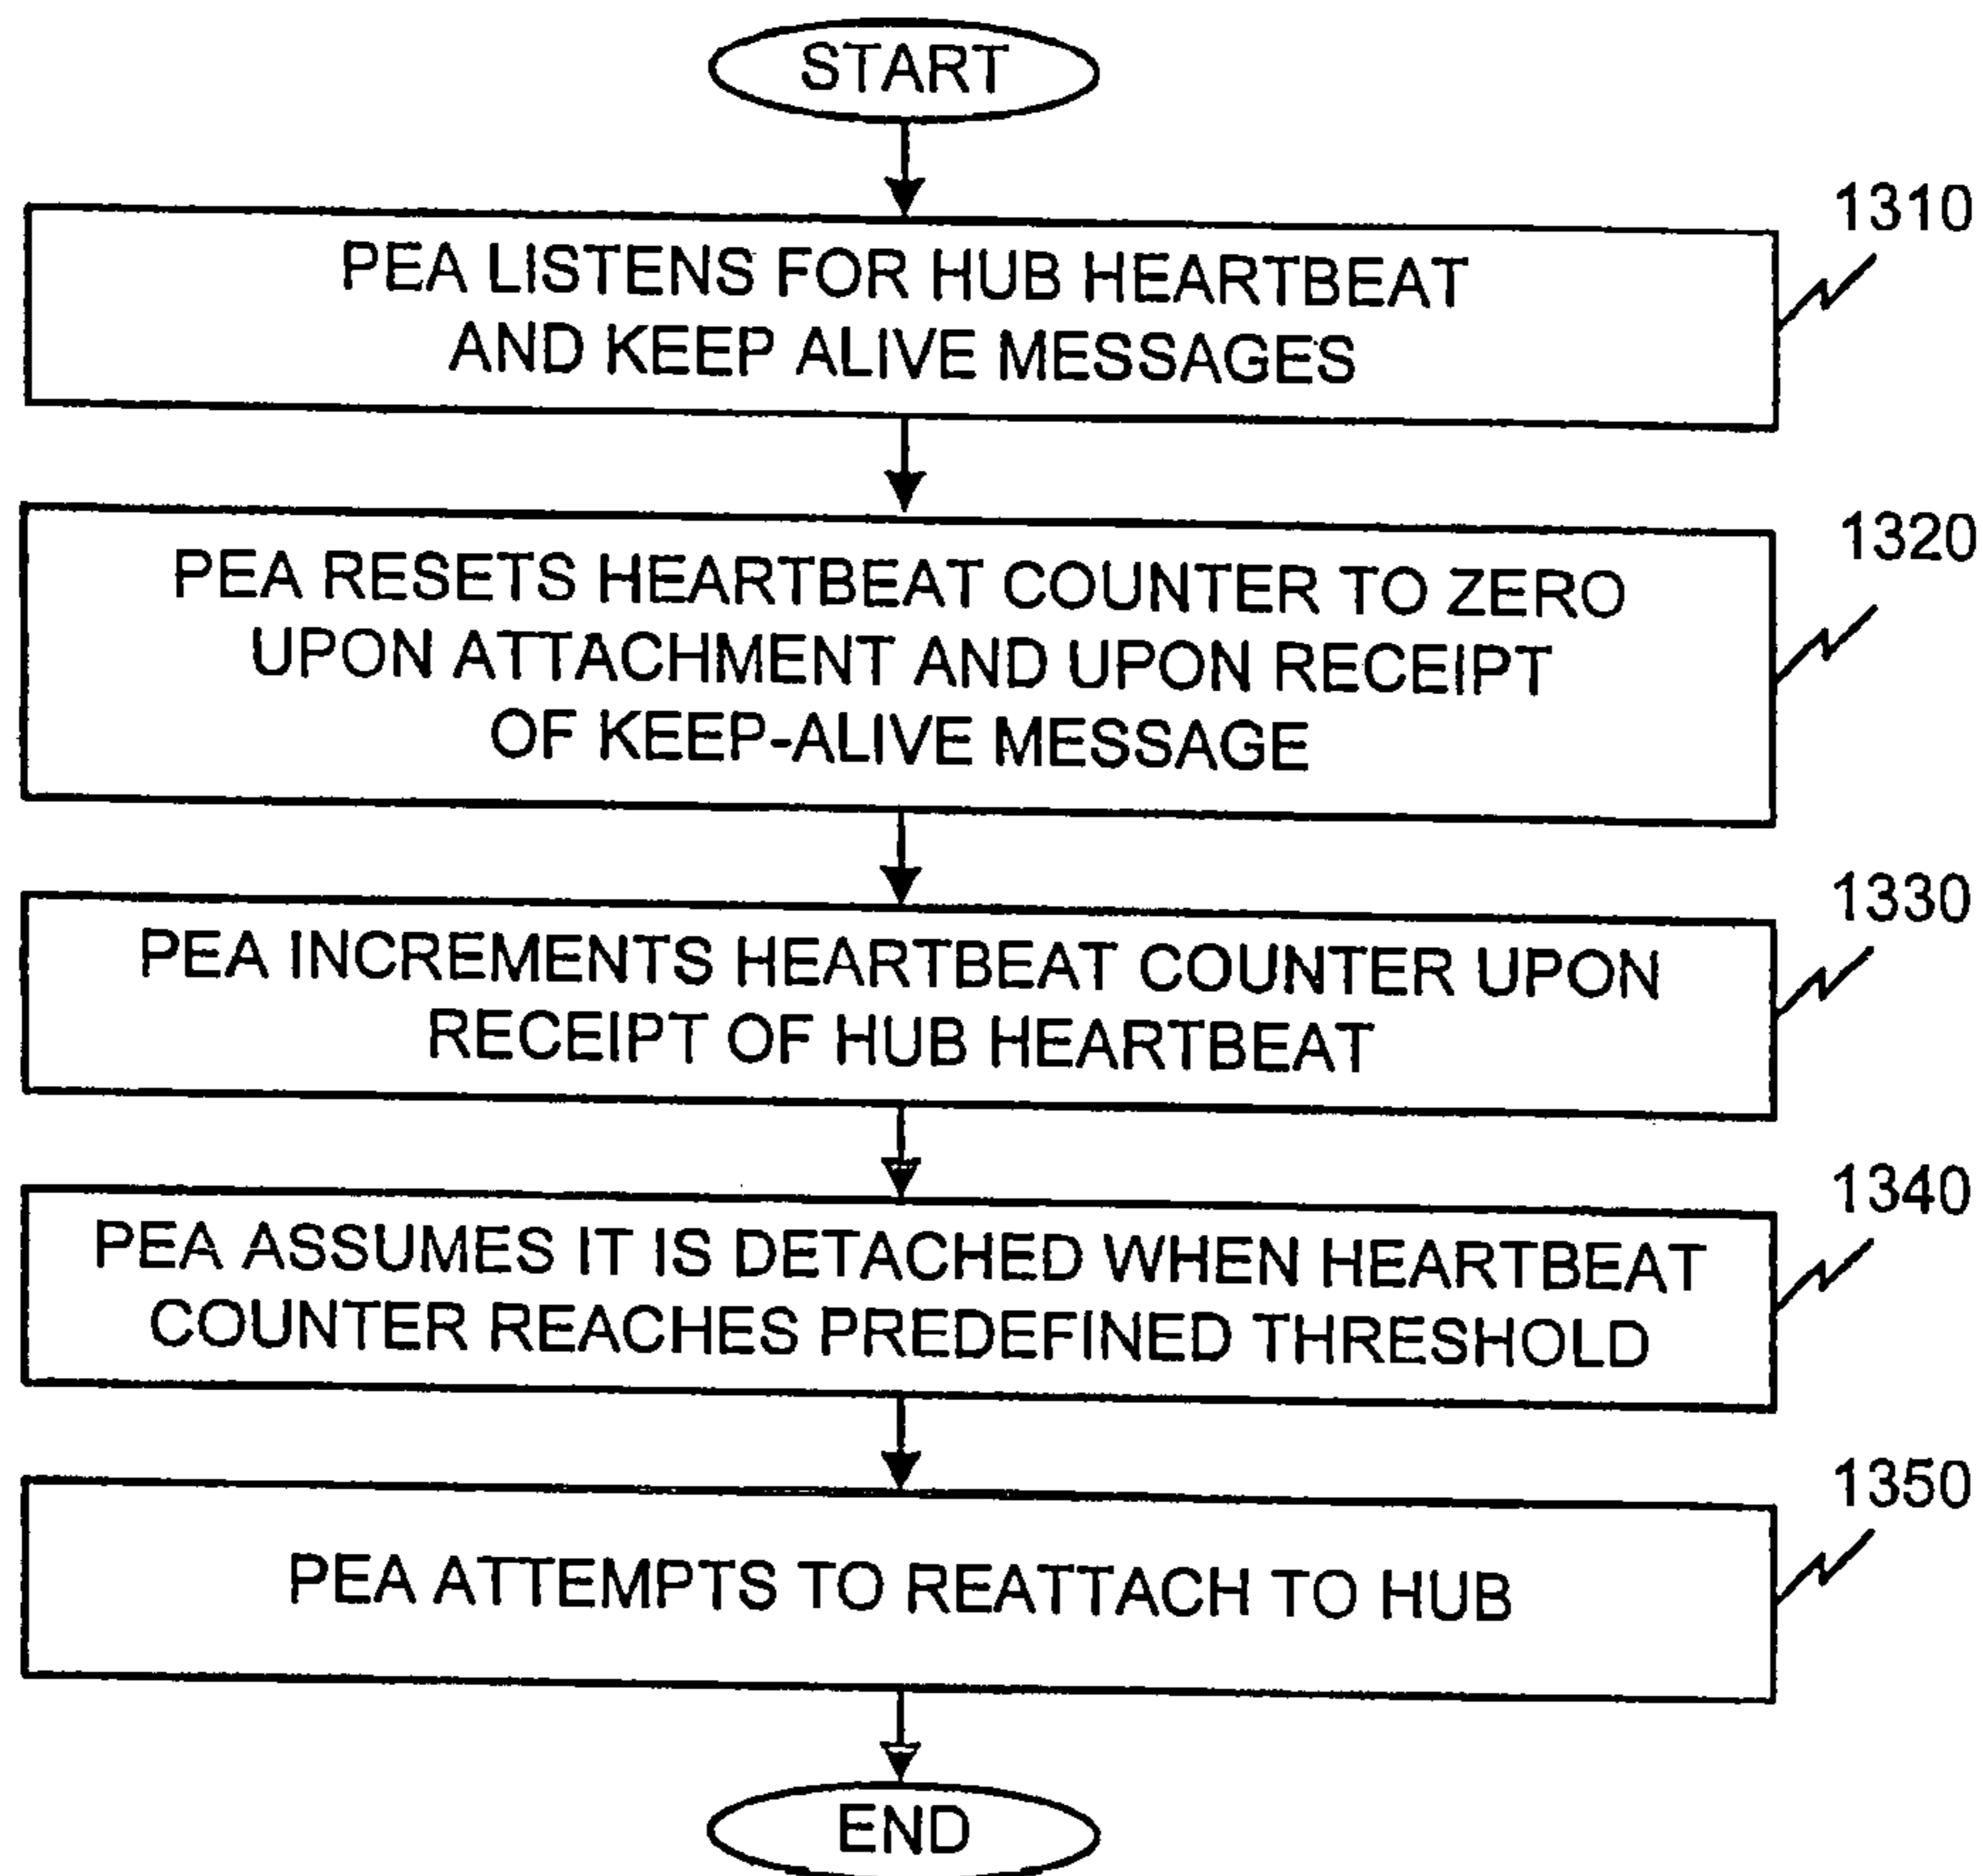 START
1310
PEA LISTENS FOR HUB HEARTBEAT
AND KEEP ALIVE MESSAGES
1320
PEA RESETS HEARTBEAT COUNTER TO ZERO
UPON ATTACHMENT AND UPON RECEIPT
OF KEEP-ALIVE MESSAGE
1330
PEA INCREMENTS HEARTBEAT COUNTER UPON
RECEIPT OF HUB HEARTBEAT
1340
PEA ASSUMES IT IS DETACHED WHEN HEARTBEAT
COUNTER REACHES PREDEFINED THRESHOLD
1350
PEA ATTEMPTS TO REATTACH TO HUB
END